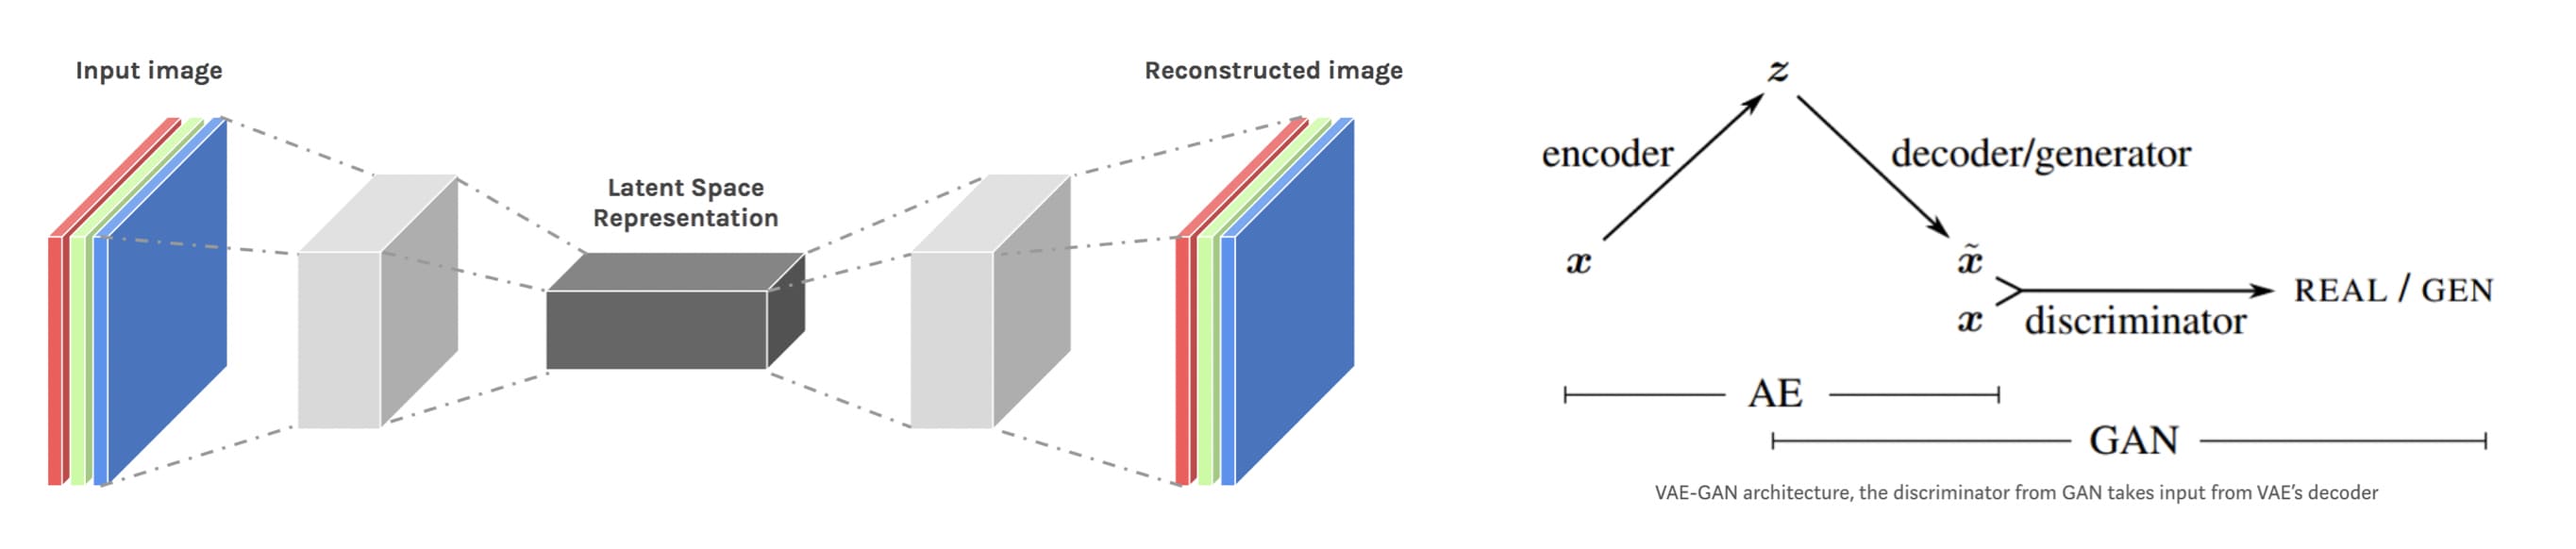 Input image
Latent Space
Representation
Reconstructed image
z
encoder
decoder/generator
x
x̃
x
discriminator
REAL / GEN
AE
GAN
VAE-GAN architecture, the discriminator from GAN takes input from VAE’s decoder